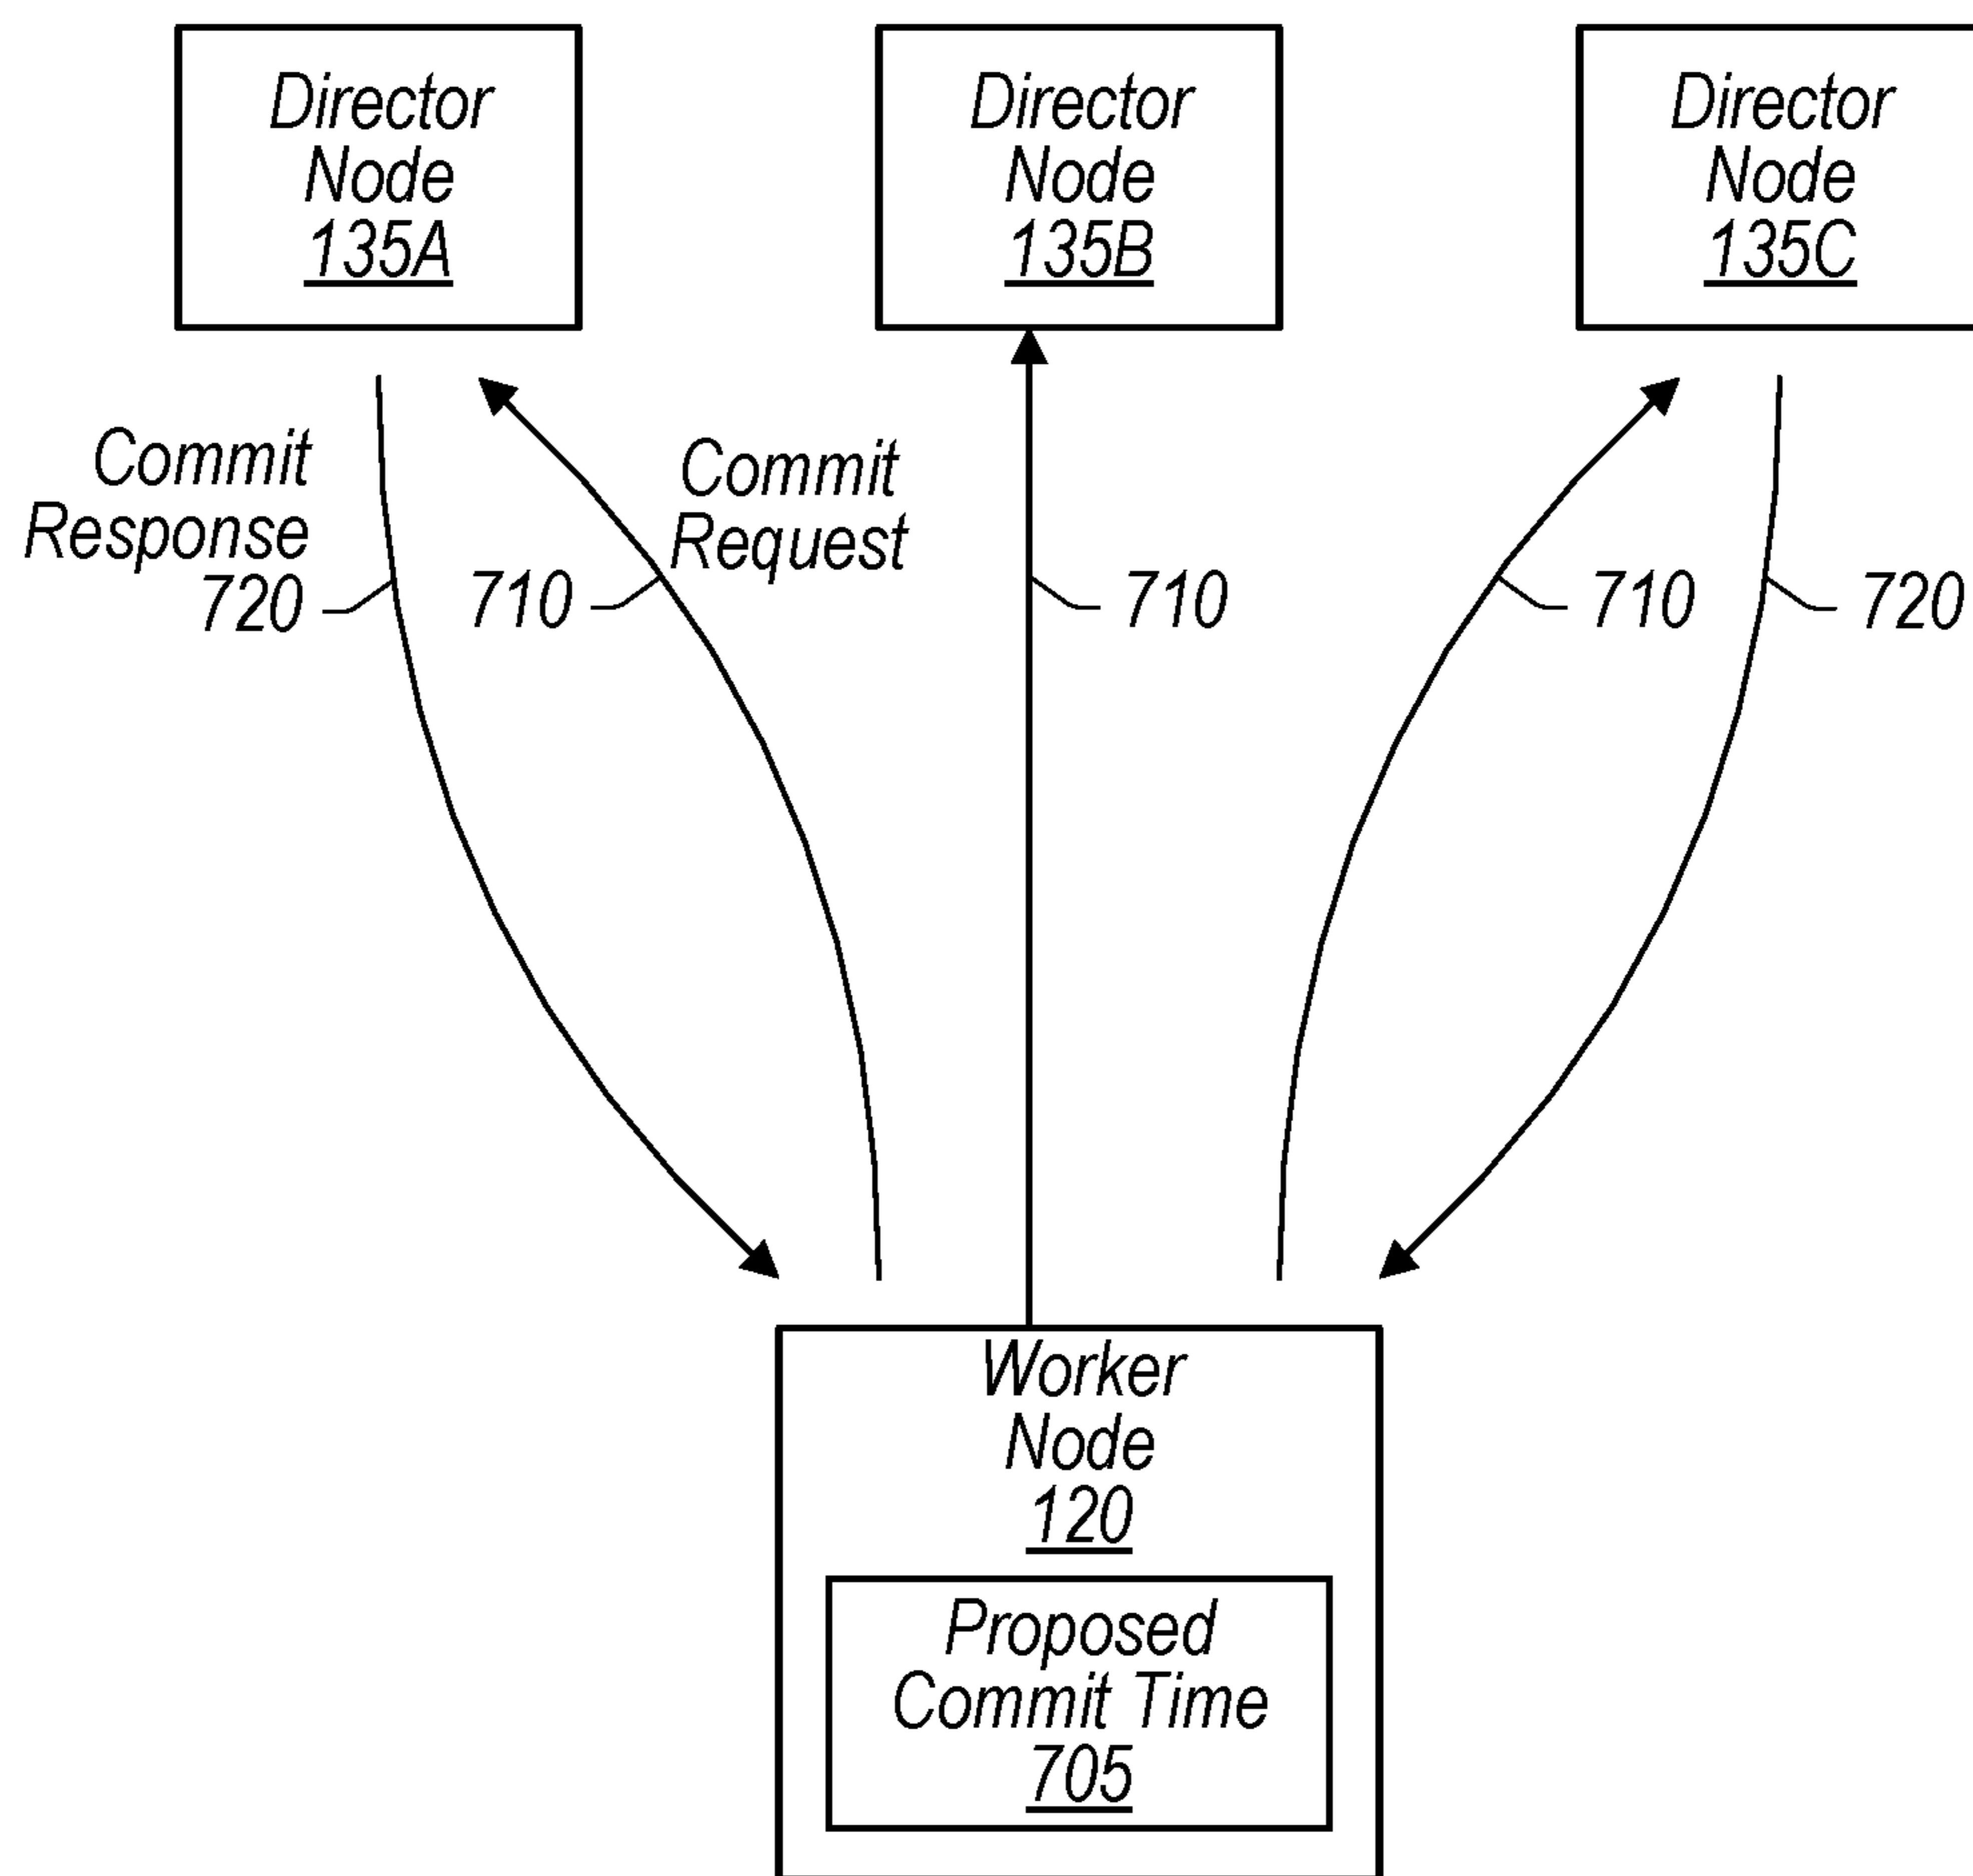 Director
Node
135A
Director
Node
135B
Director
Node
135C
Commit
Response
720
710
Commit
Request
710
710
720
Worker
Node
120
Proposed
Commit Time
705